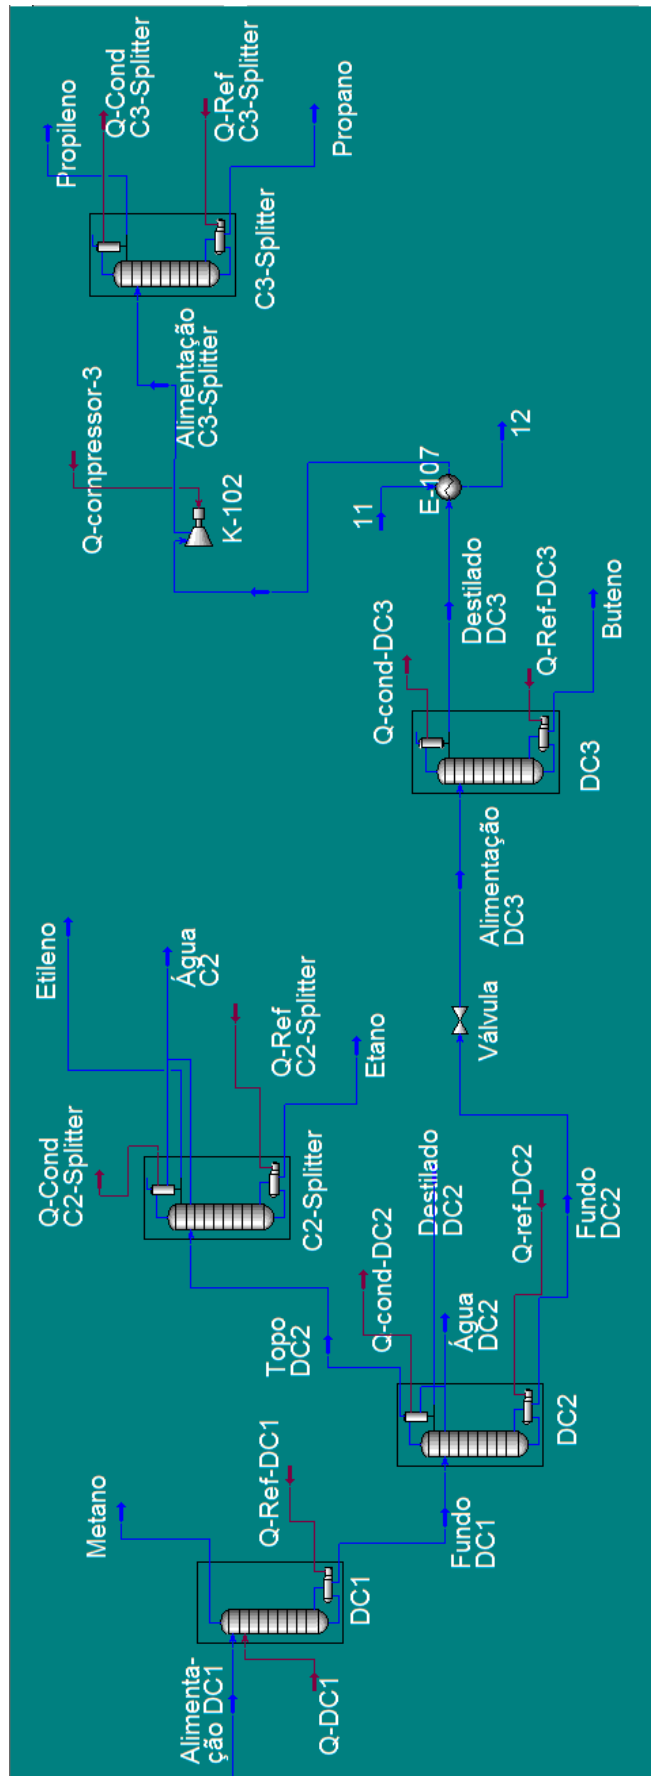 Alimenta-
ção DC1
Q-DC1
Metano
Q-Ref-DC1
DC1
Fundo
DC1
Topo
DC2
Q-cond-DC2
Destilado
DC2
Água
DC2
DC2
Q-ref-DC2
Fundo
DC2
Q-Cond
C2-Splitter
Etileno
Água
C2
Q-Ref
C2-Splitter
Etano
C2-Splitter
Válvula
Alimentação
DC3
Q-cond-DC3
Destilado
DC3
Q-Ref-DC3
Buteno
DC3
11
E-107
12
Q-compressor-3
K-102
Alimentação
C3-Splitter
Propileno
Q-Cond
C3-Splitter
Q-Ref
C3-Splitter
Propano
C3-Splitter